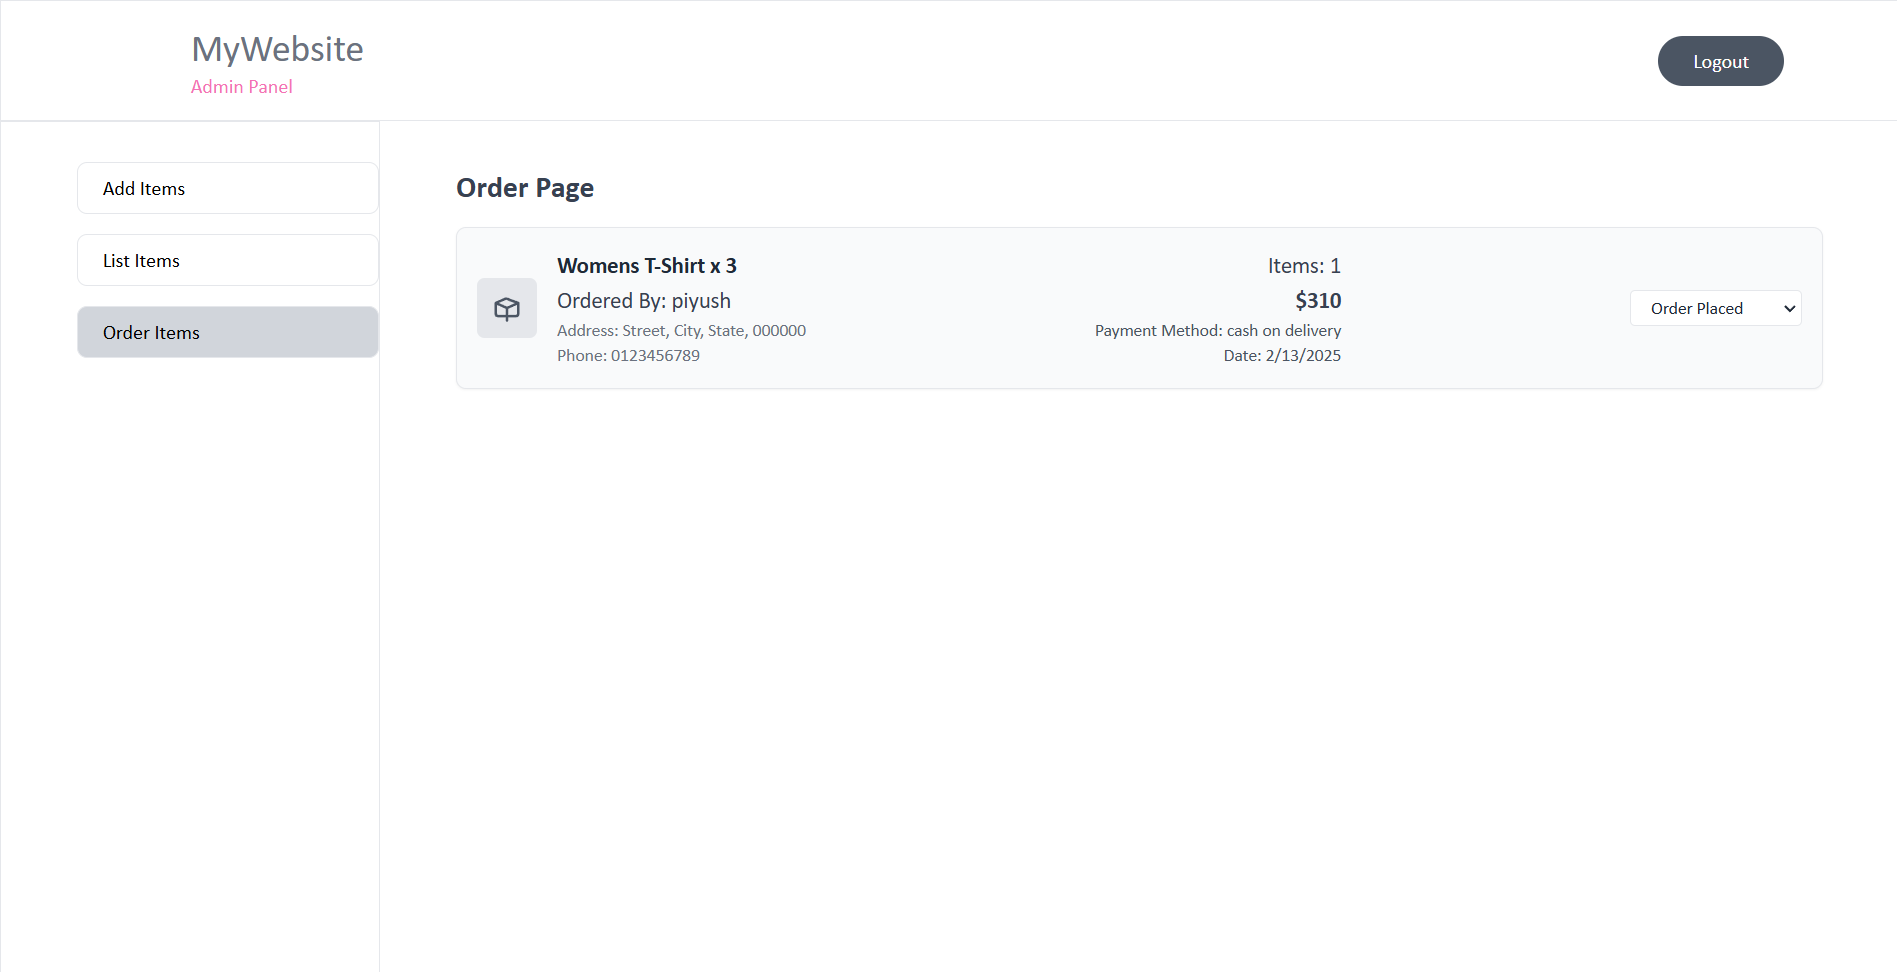 MyWebsite
Admin Panel
Logout
Add Items
List Items
Order Items
Order Page
Womens T-Shirt x 3
Ordered By: piyush
Address: Street, City, State, 000000
Phone: 0123456789
Items: 1
$310
Payment Method: cash on delivery
Date: 2/13/2025
Order Placed